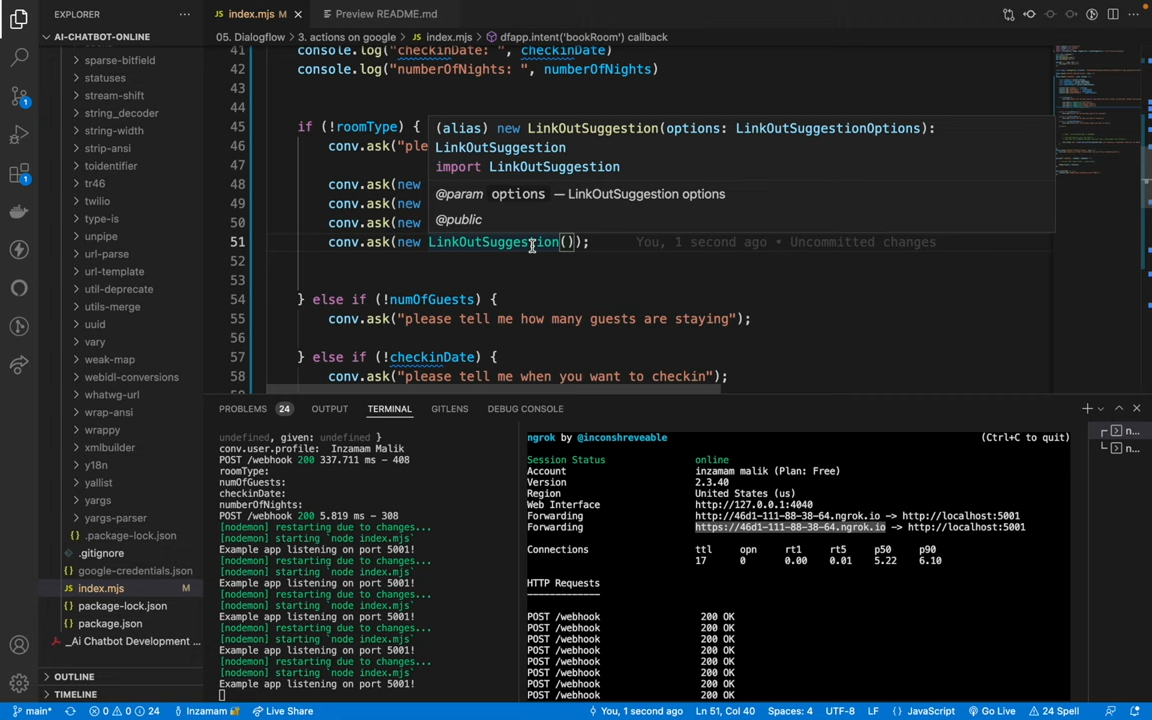 EXPLORER
···
index.mjs M ×
Preview README.md
AI-CHATBOT-ONLINE
05. Dialogflow > 3. actions on google > index.mjs > dfapp.intent('bookRoom') callback
sparse-bitfield
statuses
stream-shift
string_decoder
string-width
strip-ansi
toidentifier
tr46
twilio
type-is
unpipe
url-parse
url-template
utils-deprecate
utils-merge
uuid
vary
weak-map
webidl-conversions
whatwg-url
wrap-ansi
wrappy
xmlbuilder
y18n
yallist
yargs
yargs-parser
.package-lock.json
.gitignore
google-credentials.json
index.mjs M
package-lock.json
package.json
_Ai Chatbot Development ...
OUTLINE
TIMELINE
41 console.log("checkinDate: ", checkinDate)
42 console.log("numberOfNights: ", numberOfNights)
43
44
45 if (!roomType) {
46 conv.ask("ple
47
48 conv.ask(new
49 conv.ask(new
50 conv.ask(new
51 conv.ask(new LinkOutSuggestion()); You, 1 second ago • Uncommitted changes
52
53
54 } else if (!numOfGuests) {
55 conv.ask("please tell me how many guests are staying");
56
57 } else if (!checkinDate) {
58 conv.ask("please tell me when you want to checkin");
(alias) new LinkOutSuggestion(options: LinkOutSuggestionOptions):
LinkOutSuggestion
import LinkOutSuggestion
@param options — LinkOutSuggestion options
@public
PROBLEMS 24 OUTPUT TERMINAL GITLENS DEBUG CONSOLE
undefined, given: undefined }
conv.user.profile: Inzamam Malik
POST /webhook 200 337.711 ms - 408
roomType:
numOfGuests:
checkinDate:
numberOfNights:
POST /webhook 200 5.819 ms - 308
[nodemon] restarting due to changes...
[nodemon] starting `node index.mjs`
Example app listening on port 5001!
[nodemon] restarting due to changes...
[nodemon] starting `node index.mjs`
Example app listening on port 5001!
[nodemon] restarting due to changes...
[nodemon] starting `node index.mjs`
Example app listening on port 5001!
[nodemon] restarting due to changes...
[nodemon] starting `node index.mjs`
Example app listening on port 5001!
[nodemon] restarting due to changes...
[nodemon] starting `node index.mjs`
Example app listening on port 5001!
ngrok by @inconshreveable (Ctrl+C to quit)
Session Status online
Account inzamam malik (Plan: Free)
Version 2.3.40
Region United States (us)
Web Interface http://127.0.0.1:4040
Forwarding http://46d1-111-88-38-64.ngrok.io -> http://localhost:5001
Forwarding https://46d1-111-88-38-64.ngrok.io -> http://localhost:5001
Connections ttl opn rt1 rt5 p50 p90
17 0 0.00 0.01 5.22 6.10
HTTP Requests
-------------
POST /webhook 200 OK
POST /webhook 200 OK
POST /webhook 200 OK
POST /webhook 200 OK
POST /webhook 200 OK
POST /webhook 200 OK
POST /webhook 200 OK
POST /webhook 200 OK
n...
n...
main* 0 0 24 Inzamam Live Share You, 1 second ago Ln 51, Col 40 Spaces: 4 UTF-8 LF JavaScript Go Live 24 Spell